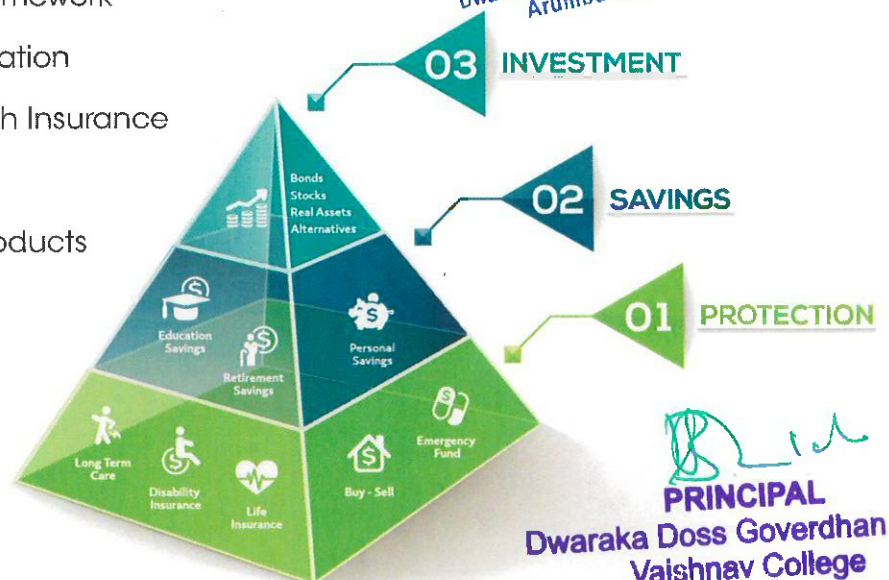 ation
h Insurance
oducts
03 INVESTMENT
Bonds
Stocks
Real Assets
Alternatives
02 SAVINGS
Education
Savings
Retirement
Savings
Personal
Savings
01 PROTECTION
Long Term
Care
Disability
Insurance
Life
Insurance
Buy - Sell
Emergency
Fund
PRINCIPAL
Dwaraka Doss Goverdhan
Vaishnav College